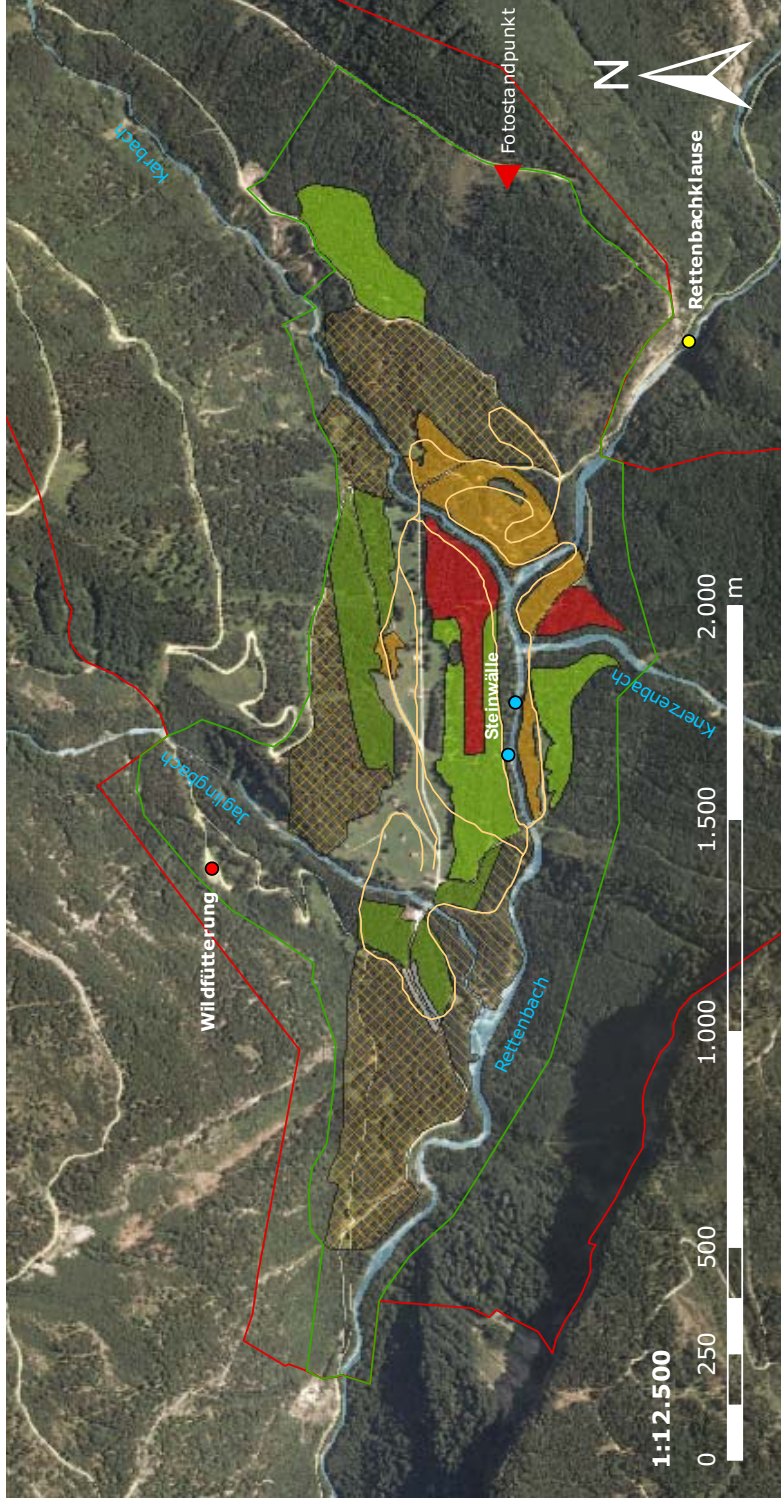 Karbach
Jaglingbach
Wildfütterung
Fotostandpunkt
N
Rettenbachklause
Steinwälle
Knerzenbach
Rettenbach
1:12.500
0 250 500 1.000 1.500 2.000
m